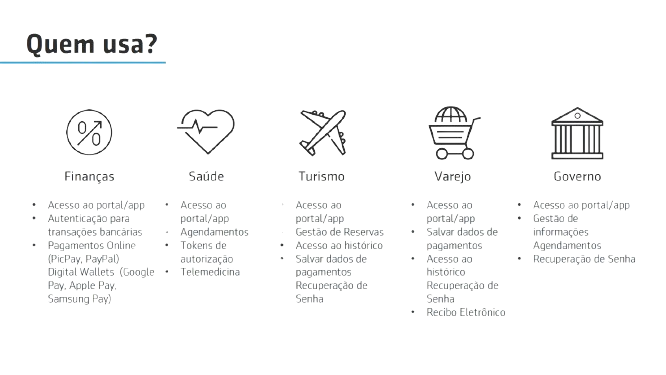 Quem usa?
Finanças
• Acesso ao portal/app
• Autenticação para
transações bancárias
• Pagamentos Online
(PicPay, PayPal)
Digital Wallets (Google
Pay, Apple Pay,
Samsung Pay)
Saúde
• Acesso ao
portal/app
• Agendamentos
• Tokens de
autorização
• Telemedicina
Turismo
• Acesso ao
portal/app
• Gestão de Reservas
• Acesso ao histórico
• Salvar dados de
pagamentos
Recuperação de
Senha
Varejo
• Acesso ao
portal/app
• Salvar dados de
pagamentos
• Acesso ao
histórico
Recuperação de
Senha
• Recibo Eletrônico
Governo
• Acesso ao portal/app
• Gestão de
informações
Agendamentos
• Recuperação de Senha